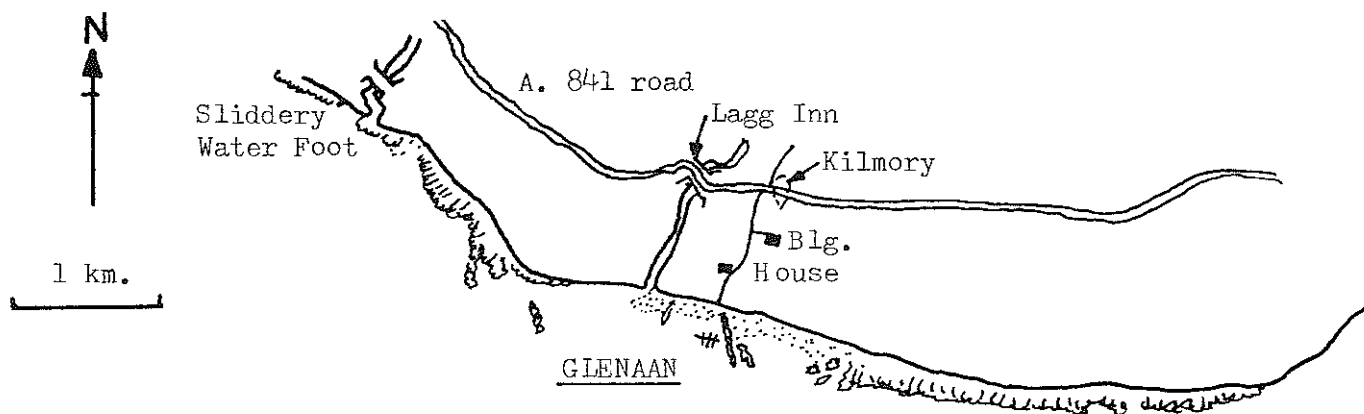 N
A. 841 road
Lagg Inn
Sliddery
Water Foot
Kilmory
Blg.
House
1 km.
GLENAAN